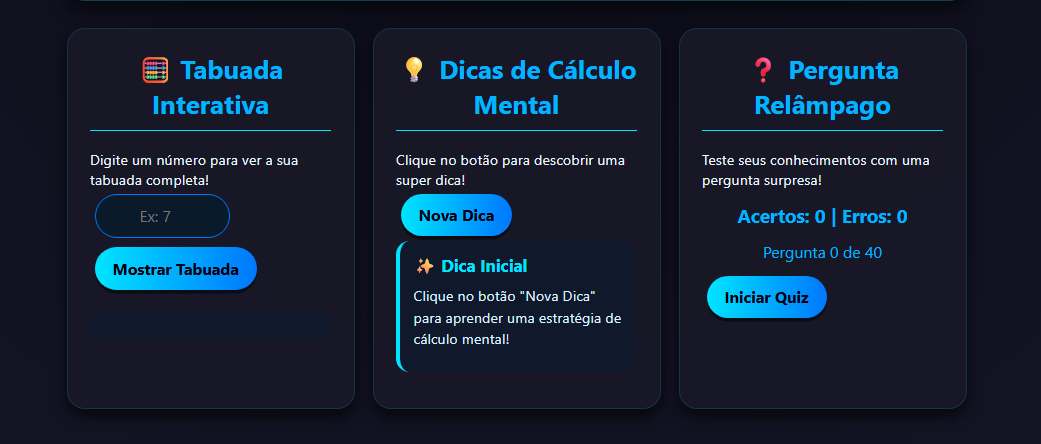 Tabuada
Interativa
Digite um número para ver a sua
tabuada completa!
Ex: 7
Mostrar Tabuada
Dicas de Cálculo
Mental
Clique no botão para descobrir uma
super dica!
Nova Dica
✨ Dica Inicial
Clique no botão "Nova Dica"
para aprender uma estratégia de
cálculo mental!
❓ Pergunta
Relâmpago
Teste seus conhecimentos com uma
pergunta surpresa!
Acertos: 0 | Erros: 0
Pergunta 0 de 40
Iniciar Quiz